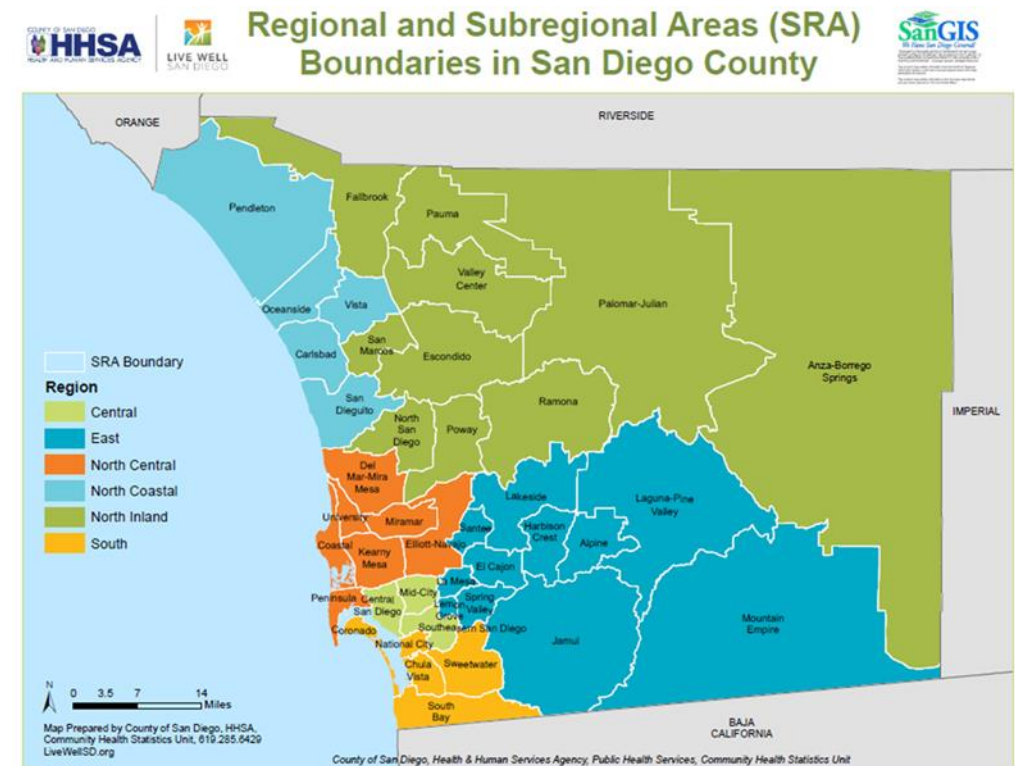 Regional and Subregional Areas (SRA)
Boundaries in San Diego County
COUNTY OF SAN DIEGO
HHSA
HEALTH AND HUMAN SERVICES AGENCY
LIVE WELL
SAN DIEGO
SanGIS
We Have San Diego Covered!
ORANGE
RIVERSIDE
Pendleton
Fallbrook
Pauma
Valley
Center
Palomar-Julian
Oceanside
Vista
San
Marcos
Carlsbad
Escondido
Anza-Borrego
Springs
San
Dieguito
Ramona
North
San
Diego
Poway
IMPERIAL
SRA Boundary
Region
Central
East
North Central
North Coastal
North Inland
South
Del
Mar-Mira
Mesa
Lakeside
Laguna-Pine
Valley
University
Miramar
Santee
Harbison
Crest
Alpine
Coastal
Kearny
Mesa
Elliott-Navajo
El Cajon
La Mesa
Mid-City
Peninsula
Central
San Diego
Lemon
Grove
Spring
Valley
Southeastern San Diego
Coronado
National City
Jamul
Mountain
Empire
Chula
Vista
Sweetwater
South
Bay
N
0 3.5 7 14
Miles
Map Prepared by County of San Diego, HHSA,
Community Health Statistics Unit, 619.285.6429
LiveWellSD.org
BAJA
CALIFORNIA
County of San Diego, Health & Human Services Agency, Public Health Services, Community Health Statistics Unit